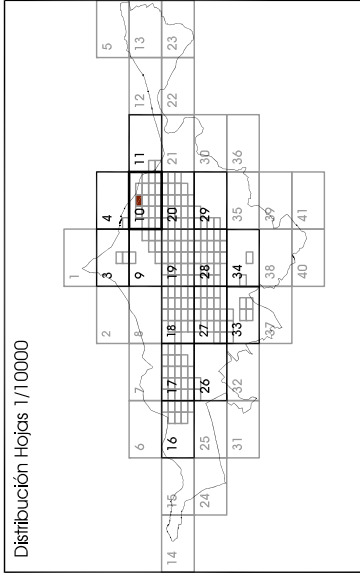 Distribución Hojas 1/10000
1
2 3 4 5
6 7 8 9 10 11 12 13
14 15 16 17 18 19 20 21 22 23
24 25 26 27 28 29 30
31 32 33 34 35 36
37 38 39
40 41